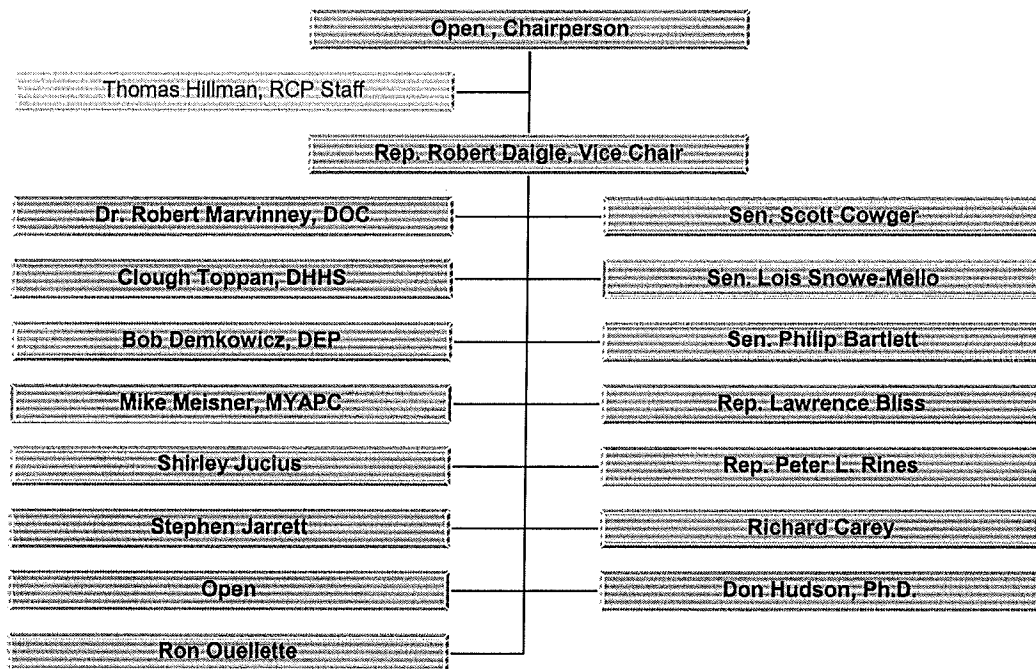 Open , Chairperson
Thomas Hillman, RCP Staff
Rep. Robert Daigle, Vice Chair
Dr. Robert Marvinney, DOC
Sen. Scott Cowger
Clough Toppan, DHHS
Sen. Lois Snowe-Mello
Bob Demkowicz, DEP
Sen. Philip Bartlett
Mike Meisner, MYAPC
Rep. Lawrence Bliss
Shirley Jucius
Rep. Peter L. Rines
Stephen Jarrett
Richard Carey
Open
Don Hudson, Ph.D.
Ron Ouellette